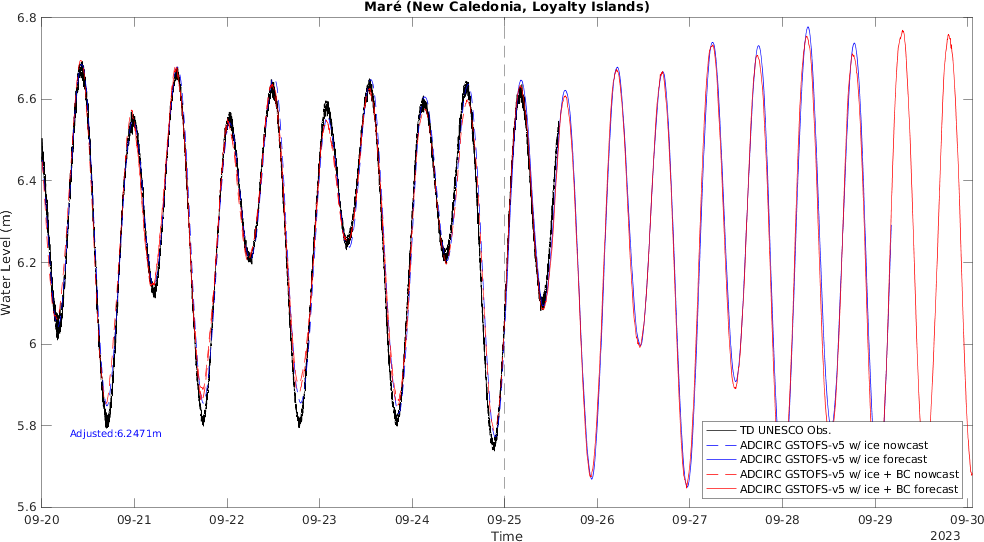 Maré (New Caledonia, Loyalty Islands)
6.8
6.6
6.4
6.2
6
5.8
5.6
Water Level (m)
Adjusted:6.2471m
TD UNESCO Obs.
ADCIRC GSTOFS-v5 w/ ice nowcast
ADCIRC GSTOFS-v5 w/ ice forecast
ADCIRC GSTOFS-v5 w/ ice + BC nowcast
ADCIRC GSTOFS-v5 w/ ice + BC forecast
09-20 09-21 09-22 09-23 09-24 09-25 09-26 09-27 09-28 09-29 09-30
Time
2023